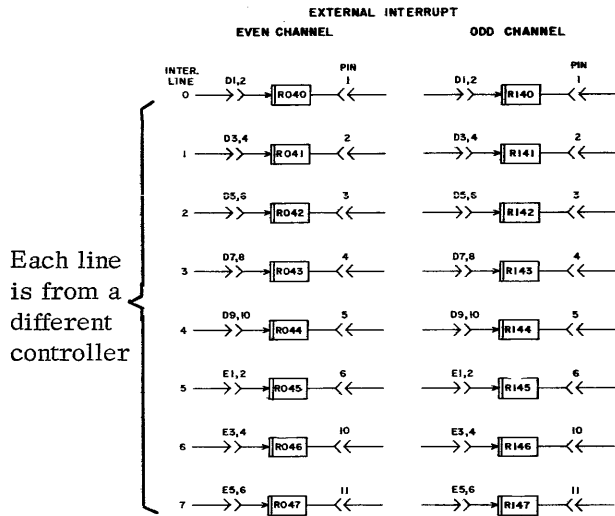 EXTERNAL INTERRUPT
EVEN CHANNEL ODD CHANNEL
INTER. LINE PIN PIN
0 D1,2 R040 1 D1,2 R140 1
1 D3,4 R041 2 D3,4 R141 2
2 D5,6 R042 3 D5,6 R142 3
3 D7,8 R043 4 D7,8 R143 4
4 D9,10 R044 5 D9,10 R144 5
5 E1,2 R045 6 E1,2 R145 6
6 E3,4 R046 10 E3,4 R146 10
7 E5,6 R047 11 E5,6 R147 11
Each line
is from a
different
controller